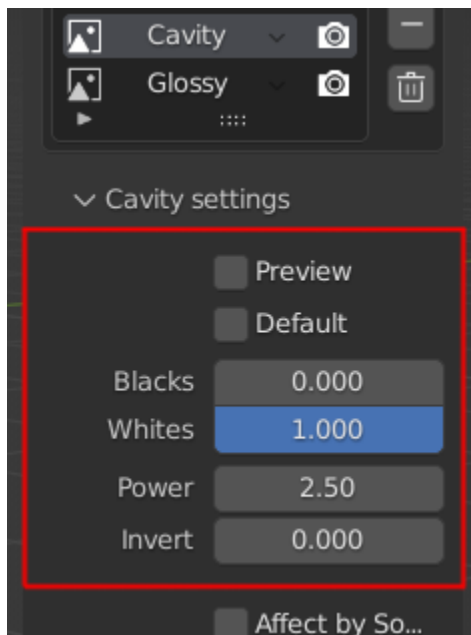 Cavity
Glossy
Cavity settings
Preview
Default
Blacks 0.000
Whites 1.000
Power 2.50
Invert 0.000
Affect by So...